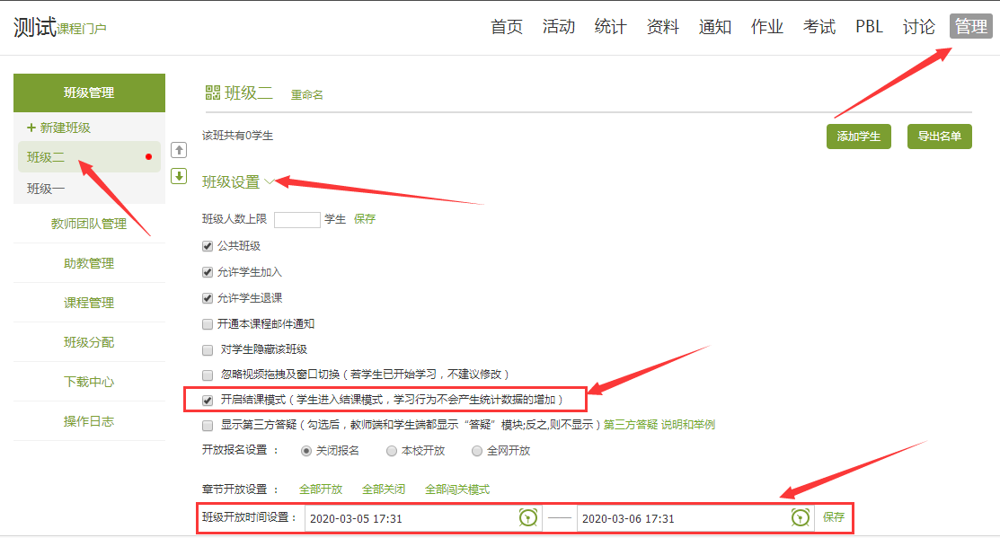 测试课程门户
首页 活动 统计 资料 通知 作业 考试 PBL 讨论 管理
班级管理
+ 新建班级
班级二
班级一
教师团队管理
助教管理
课程管理
班级分配
下载中心
操作日志
班级二 重命名
该班共有0学生
添加学生 导出名单
班级设置
班级人数上限 学生 保存
公共班级
允许学生加入
允许学生退课
开通本课程邮件通知
对学生隐藏该班级
忽略视频拖拽及窗口切换（若学生已开始学习，不建议修改）
开启结课模式（学生进入结课模式，学习行为不会产生统计数据的增加）
显示第三方答疑（勾选后，教师端和学生端都显示“答疑”模块;反之,则不显示）第三方答疑 说明和举例
开放报名设置 ： 关闭报名 本校开放 全网开放
章节开放设置 ： 全部开放 全部关闭 全部闯关模式
班级开放时间设置： 2020-03-05 17:31 —— 2020-03-06 17:31 保存